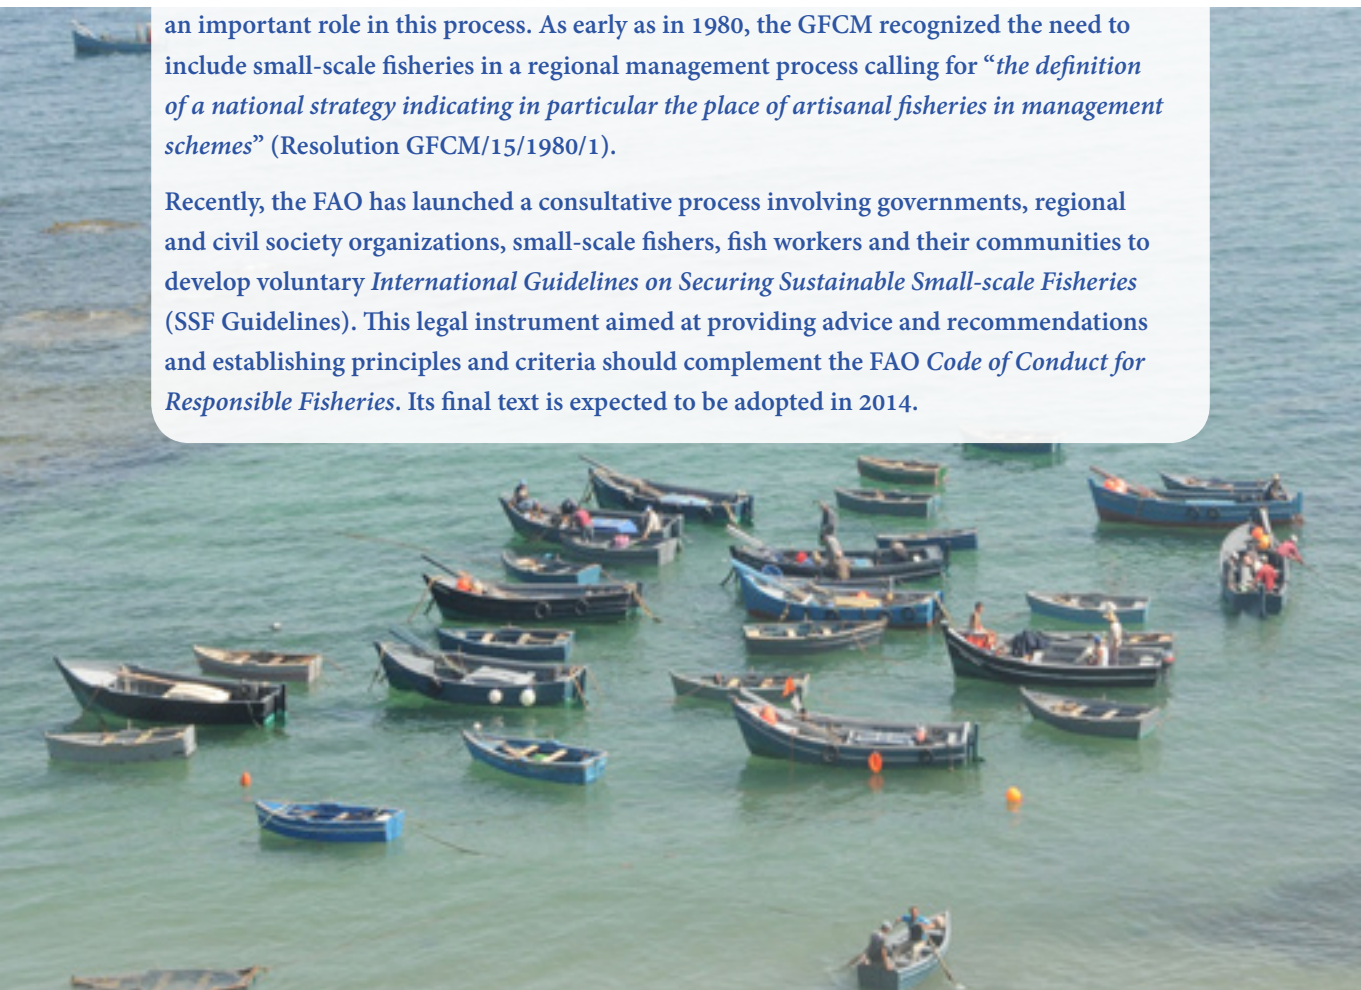 an important role in this process. As early as in 1980, the GFCM recognized the need to
include small-scale fisheries in a regional management process calling for “the definition
of a national strategy indicating in particular the place of artisanal fisheries in management
schemes” (Resolution GFCM/15/1980/1).
Recently, the FAO has launched a consultative process involving governments, regional
and civil society organizations, small-scale fishers, fish workers and their communities to
develop voluntary International Guidelines on Securing Sustainable Small-scale Fisheries
(SSF Guidelines). This legal instrument aimed at providing advice and recommendations
and establishing principles and criteria should complement the FAO Code of Conduct for
Responsible Fisheries. Its final text is expected to be adopted in 2014.